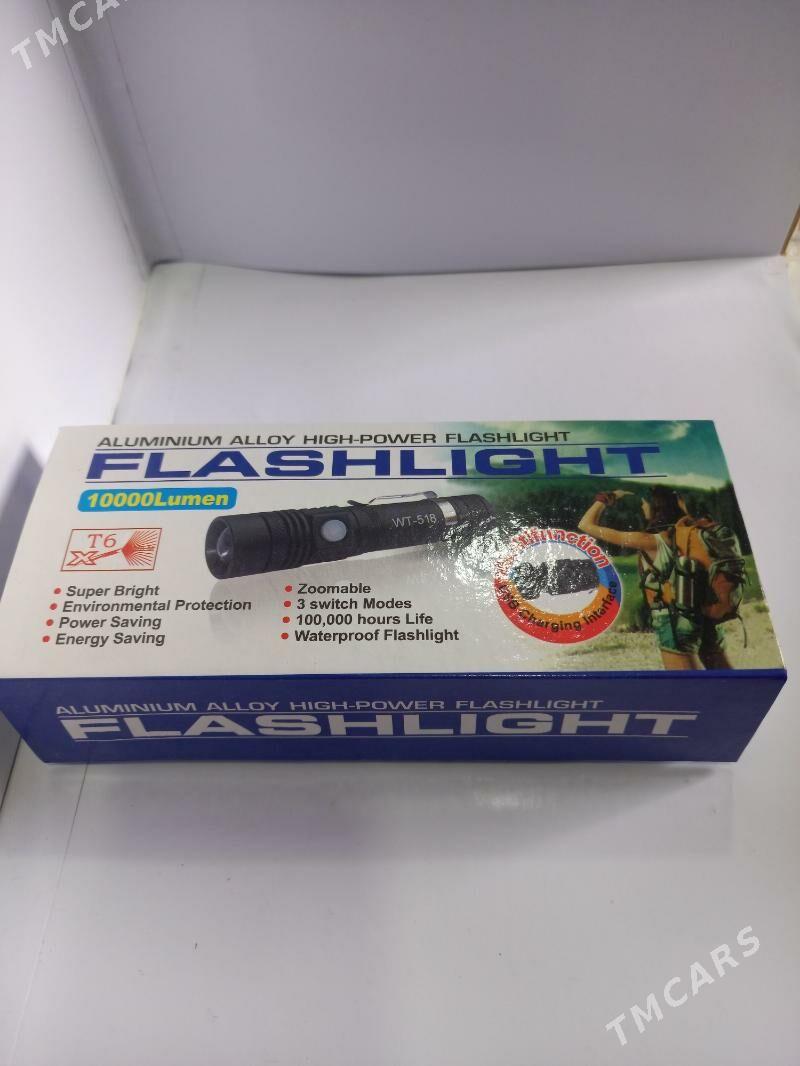 TMCARS
ALUMINIUM ALLOY HIGH-POWER FLASHLIGHT
FLASHLIGHT
10000Lumen
T6
X
WT-518
• Super Bright
• Environmental Protection
• Power Saving
• Energy Saving
• Zoomable
• 3 switch Modes
• 100,000 hours Life
• Waterproof Flashlight
Charging Interface
ALUMINIUM ALLOY HIGH-POWER FLASHLIGHT
FLASHLIGHT
TMCARS